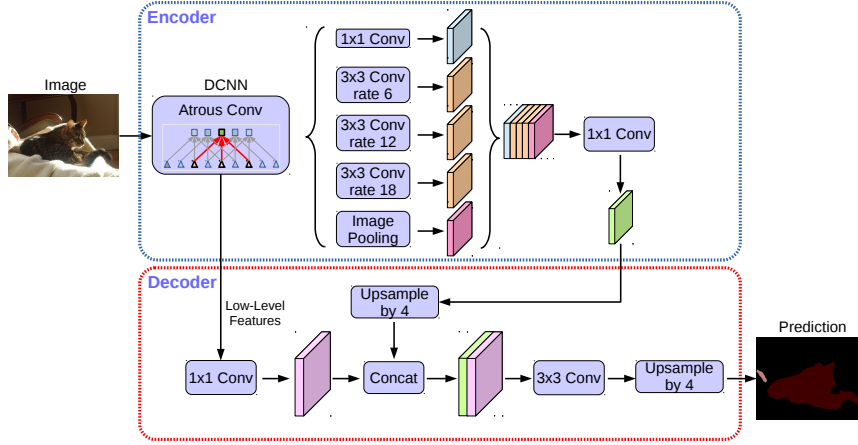 Encoder
Image
DCNN
Atrous Conv
1x1 Conv
3x3 Conv
rate 6
3x3 Conv
rate 12
3x3 Conv
rate 18
Image
Pooling
1x1 Conv
Decoder
Low-Level
Features
Upsample
by 4
1x1 Conv
Concat
3x3 Conv
Upsample
by 4
Prediction